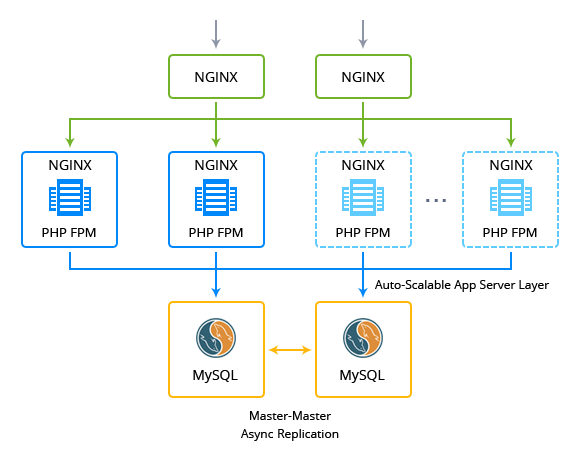 NGINX
NGINX
NGINX
PHP FPM
NGINX
PHP FPM
NGINX
PHP FPM
...
NGINX
PHP FPM
Auto-Scalable App Server Layer
MySQL
MySQL
Master-Master
Async Replication